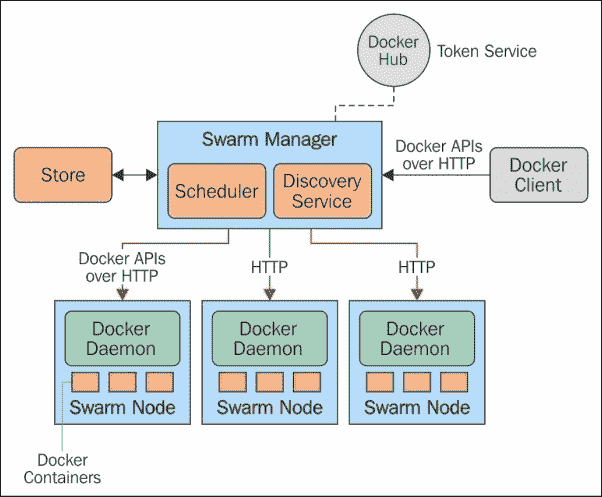 Docker
Hub
Token Service
Swarm Manager
Store
Scheduler
Discovery
Service
Docker APIs
over HTTP
Docker
Client
Docker APIs
over HTTP
HTTP
HTTP
Docker
Daemon
Swarm Node
Docker
Daemon
Swarm Node
Docker
Daemon
Swarm Node
Docker
Containers